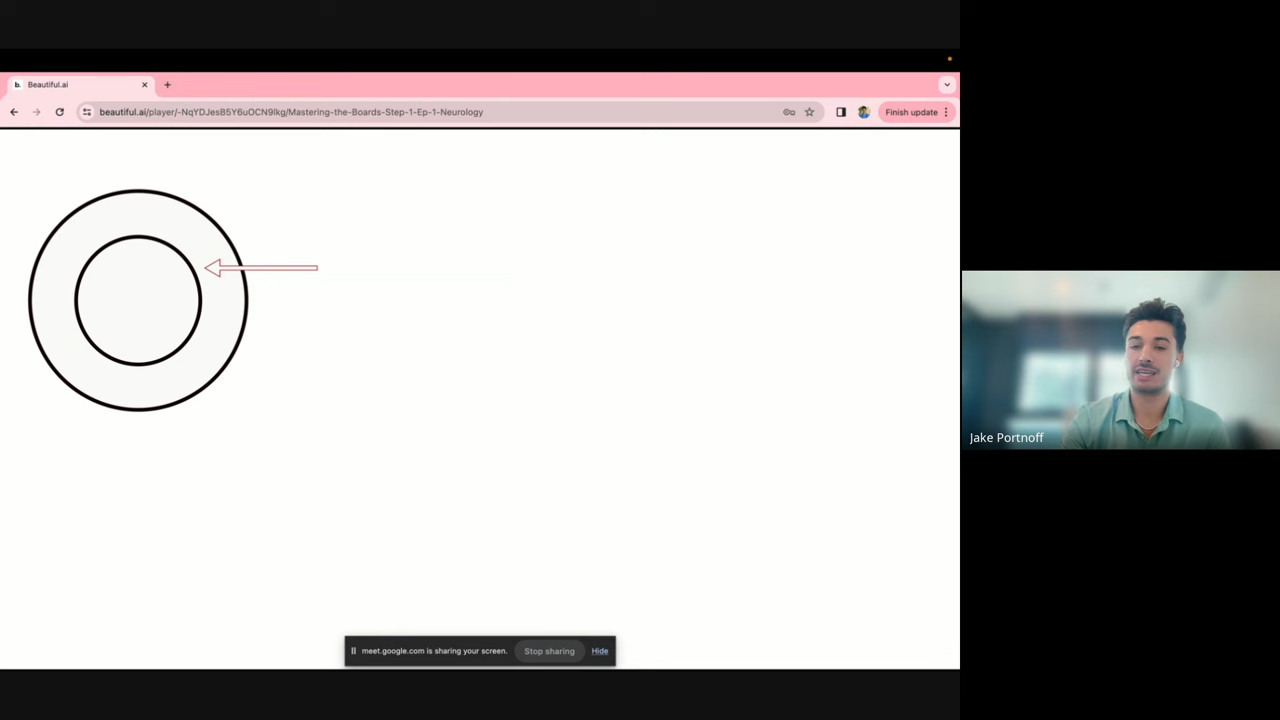 b. Beautiful.ai
beautiful.ai/player/-NqYDJesB5Y6uOCN9lkg/Mastering-the-Boards-Step-1-Ep-1-Neurology
Finish update
Jake Portnoff
meet.google.com is sharing your screen.
Stop sharing
Hide